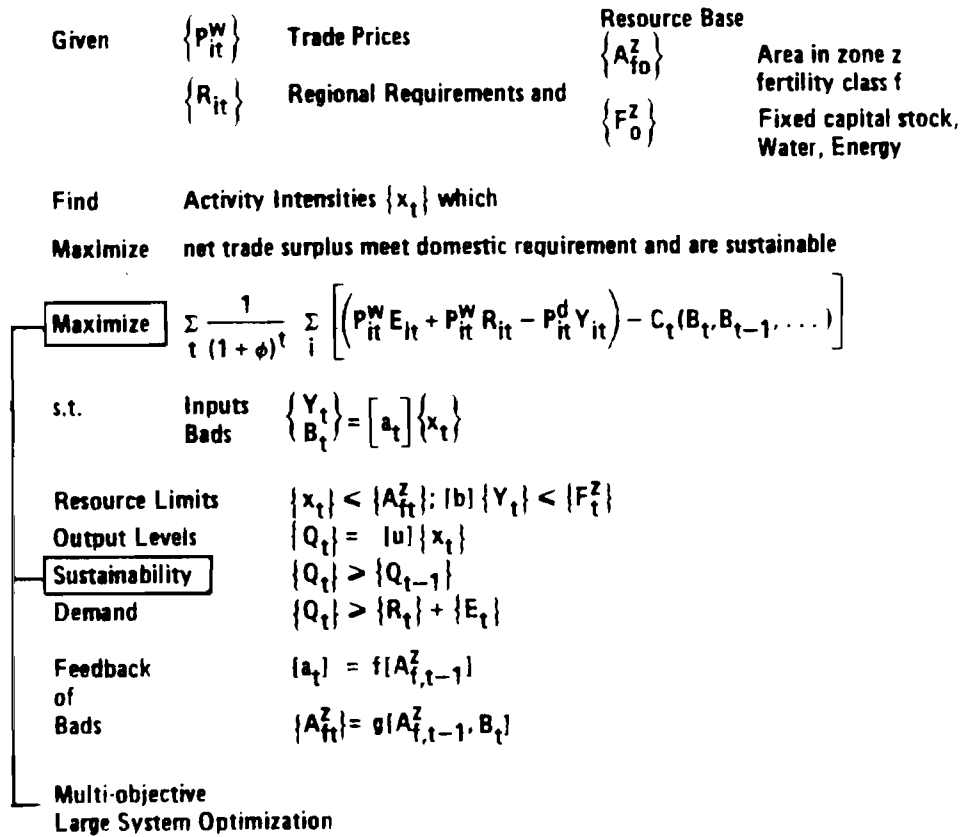 Resource Base
Given {P^w_it} Trade Prices {A^z_fo} Area in zone z
fertility class f
{R_it} Regional Requirements and {F^z_o} Fixed capital stock,
Water, Energy
Find Activity Intensities {x_t} which
Maximize net trade surplus meet domestic requirement and are sustainable
Maximize Σ_t 1/(1 + φ)^t Σ_i [(P^w_it E_it + P^w_it R_it − P^d_it Y_it) − C_t(B_t, B_t−1, ....)]
s.t. Inputs {Y_t
Bads B_t} = [a_t] {x_t}
Resource Limits {x_t} < {A^z_ft}; [b] {Y_t} < {F^z_t}
Output Levels {Q_t} = [u] {x_t}
Sustainability {Q_t} > {Q_t−1}
Demand {Q_t} > {R_t} + {E_t}
Feedback [a_t] = f[A^z_f,t−1]
of
Bads {A^z_ft} = g[A^z_f,t−1, B_t]
Multi-objective
Large System Optimization